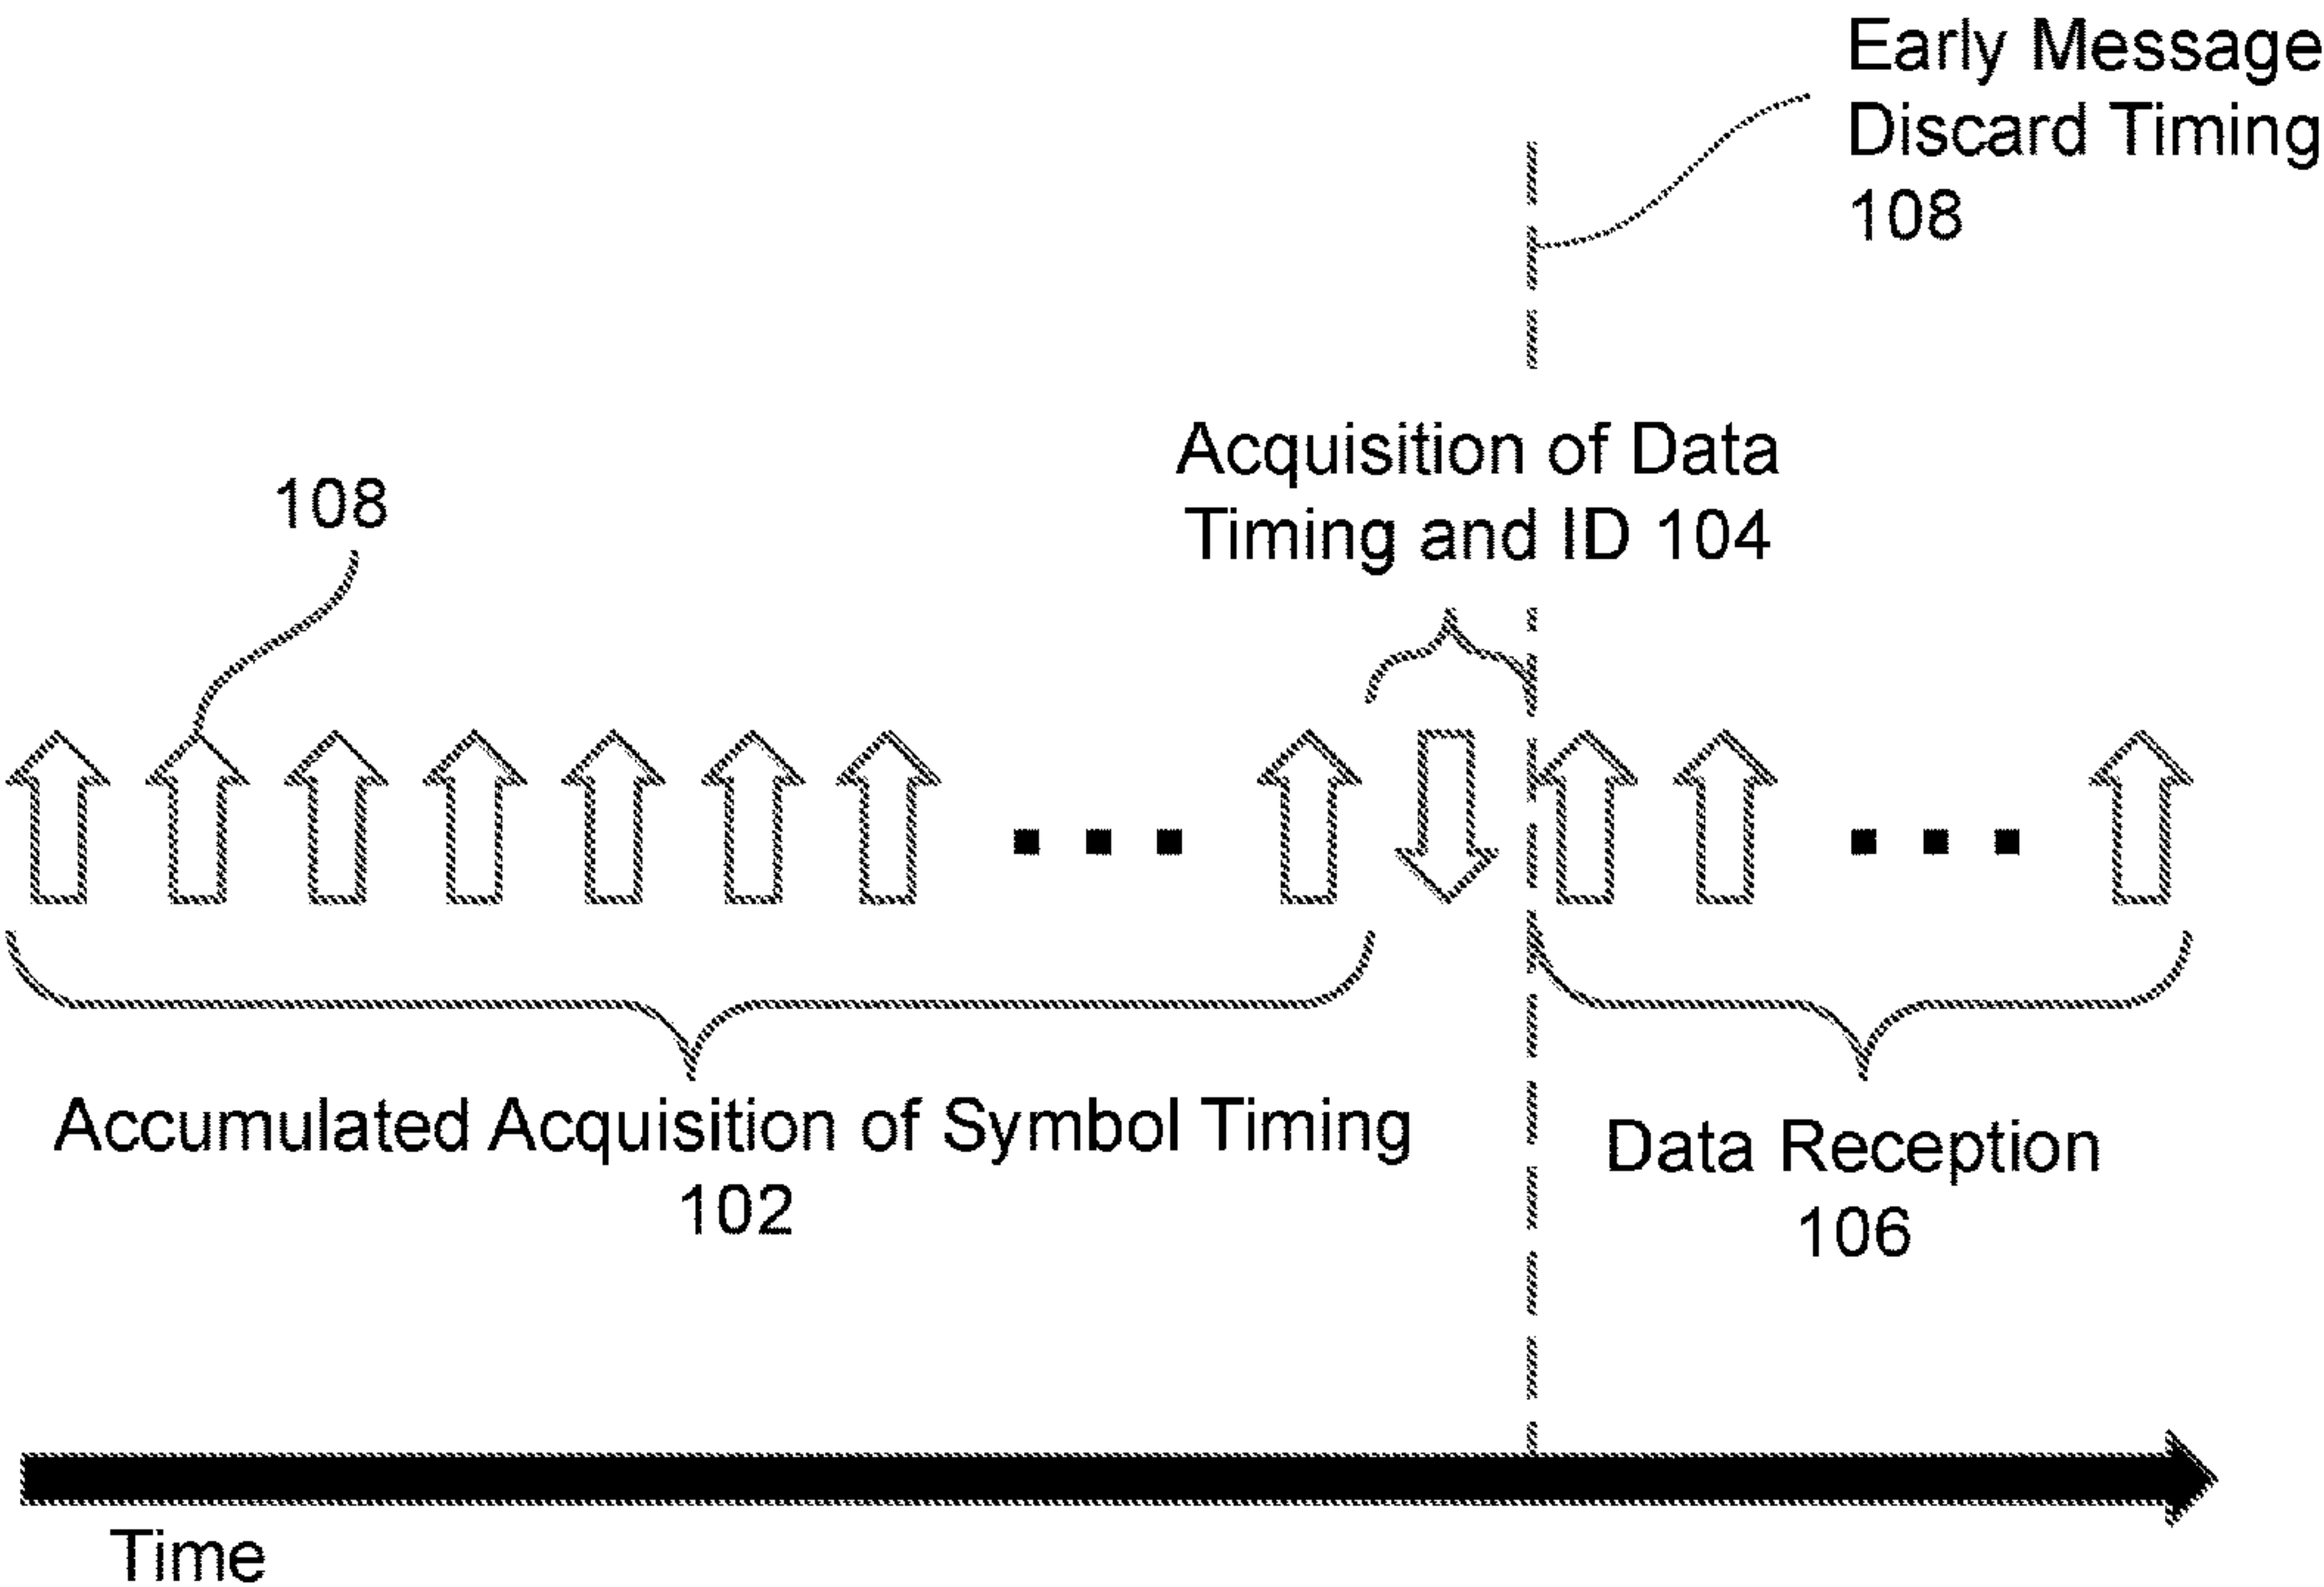 Early Message
Discard Timing
108
Acquisition of Data
Timing and ID 104
108
Accumulated Acquisition of Symbol Timing
102
Data Reception
106
Time